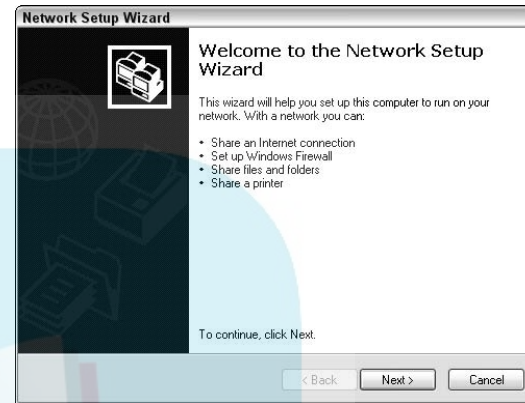 Network Setup Wizard
Welcome to the Network Setup
Wizard
This wizard will help you set up this computer to run on your
network. With a network you can:
• Share an Internet connection
• Set up Windows Firewall
• Share files and folders
• Share a printer
To continue, click Next.
< Back Next > Cancel